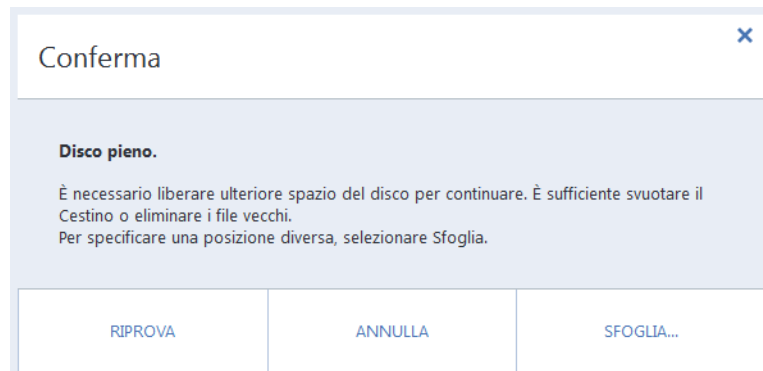 Conferma
Disco pieno.
È necessario liberare ulteriore spazio del disco per continuare. È sufficiente svuotare il
Cestino o eliminare i file vecchi.
Per specificare una posizione diversa, selezionare Sfoglia.
RIPROVA
ANNULLA
SFOGLIA...